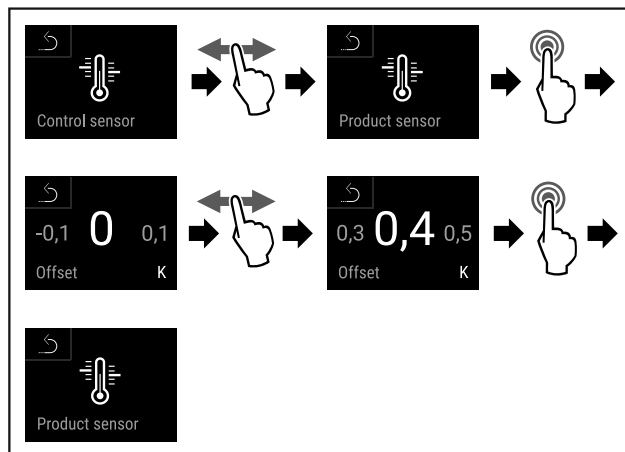 Control sensor
Product sensor
-0,1 0 0,1
Offset K
0,3 0,4 0,5
Offset K
Product sensor